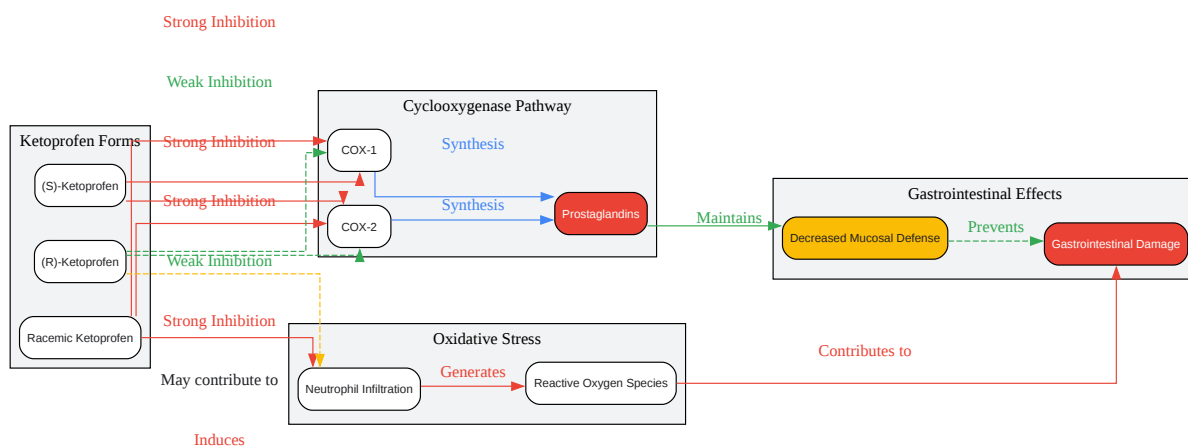 Strong Inhibition
Weak Inhibition
Cyclooxygenase Pathway
Ketoprofen Forms
Strong Inhibition
COX-1
Synthesis
(S)-Ketoprofen
Strong Inhibition
COX-2
Synthesis
Prostaglandins
Maintains
Gastrointestinal Effects
Decreased Mucosal Defense
Prevents
Gastrointestinal Damage
(R)-Ketoprofen
Weak Inhibition
Racemic Ketoprofen
Strong Inhibition
Oxidative Stress
May contribute to
Neutrophil Infiltration
Generates
Reactive Oxygen Species
Contributes to
Induces